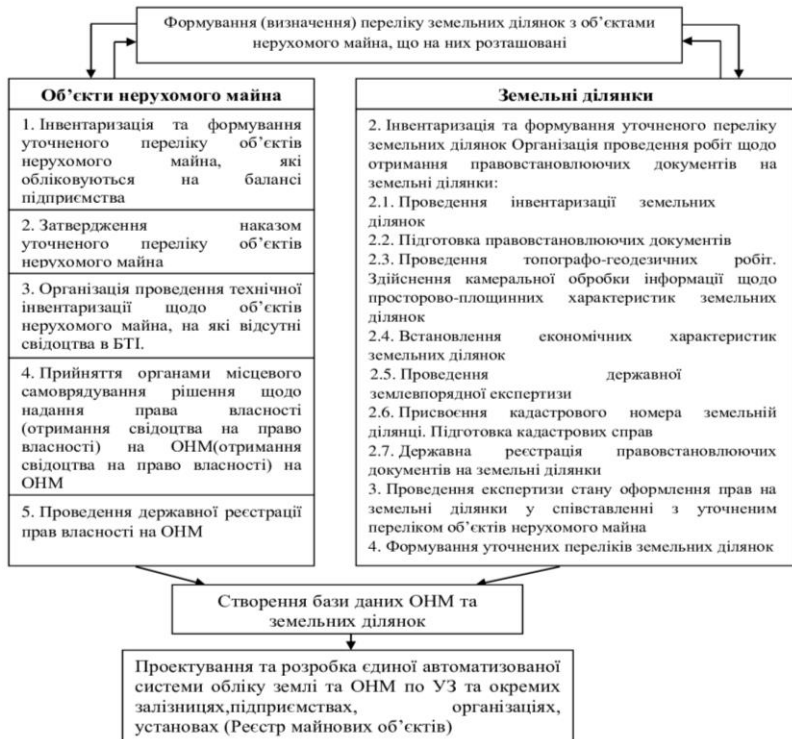 Формування (визначення) переліку земельних ділянок з об’єктами
нерухомого майна, що на них розташовані
Об’єкти нерухомого майна
1. Інвентаризація та формування
уточненого переліку об’єктів
нерухомого майна, які
обліковуються на балансі
підприємства
2. Затвердження наказом
уточненого переліку об’єктів
нерухомого майна
3. Організація проведення технічної
інвентаризації щодо об’єктів
нерухомого майна, на які відсутні
свідоцтва в БТІ.
4. Прийняття органами місцевого
самоврядування рішення щодо
надання права власності
(отримання свідоцтва на право
власності) на ОНМ(отримання
свідоцтва на право власності) на
ОНМ
5. Проведення державної реєстрації
прав власності на ОНМ
Земельні ділянки
2. Інвентаризація та формування уточненого переліку
земельних ділянок Організація проведення робіт щодо
отримання правовстановлюючих документів на
земельні ділянки:
2.1. Проведення інвентаризації земельних
ділянок
2.2. Підготовка правовстановлюючих документів
2.3. Проведення топографо-геодезичних робіт.
Здійснення камеральної обробки інформації щодо
просторово-площинних характеристик земельних
ділянок
2.4. Встановлення економічних характеристик
земельних ділянок
2.5. Проведення державної
землевпорядної експертизи
2.6. Присвоєння кадастрового номера земельній
ділянці. Підготовка кадастрових справ
2.7. Державна реєстрація правовстановлюючих
документів на земельні ділянки
3. Проведення експертизи стану оформлення прав на
земельні ділянки у співставленні з уточненим
переліком об’єктів нерухомого майна
4. Формування уточнених переліків земельних ділянок
Створення бази даних ОНМ та
земельних ділянок
Проектування та розробка єдиної автоматизованої
системи обліку землі та ОНМ по УЗ та окремих
залізницях,підприємствах, організаціях,
установах (Реєстр майнових об’єктів)